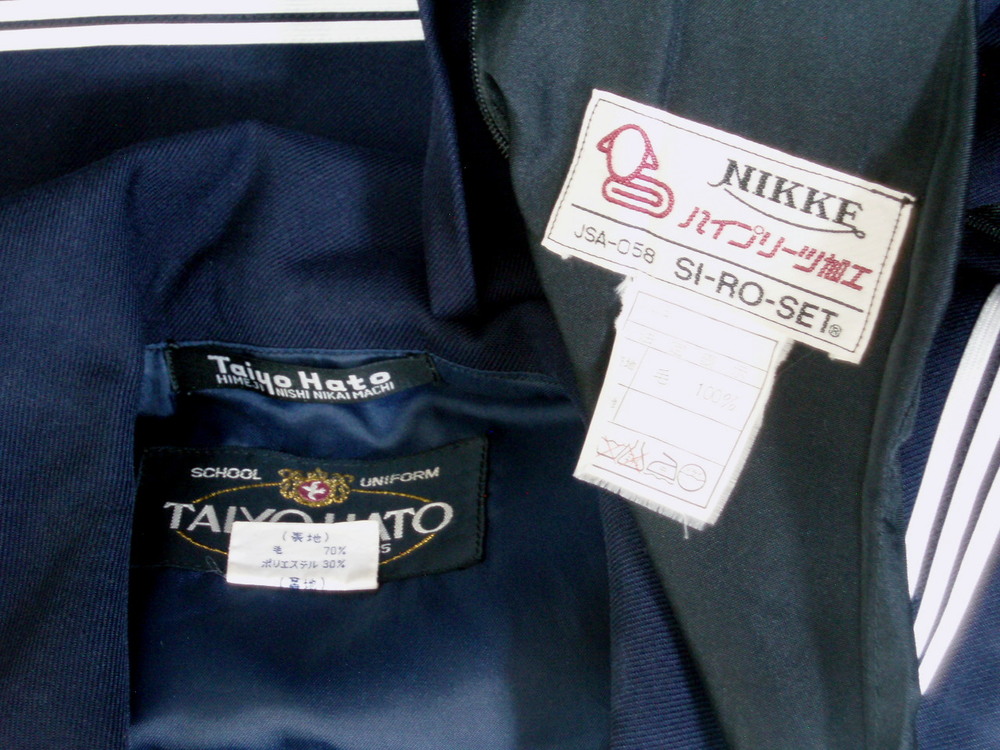 Taiyo Hato
HIMEJI NISHI NIKAI MACHI
SCHOOL UNIFORM
TAIYO HATO
(表地)
毛 70%
ポリエステル 30%
NIKKE
ハイプリーツ加工
JSA-058 SI-RO-SET®
毛 100%